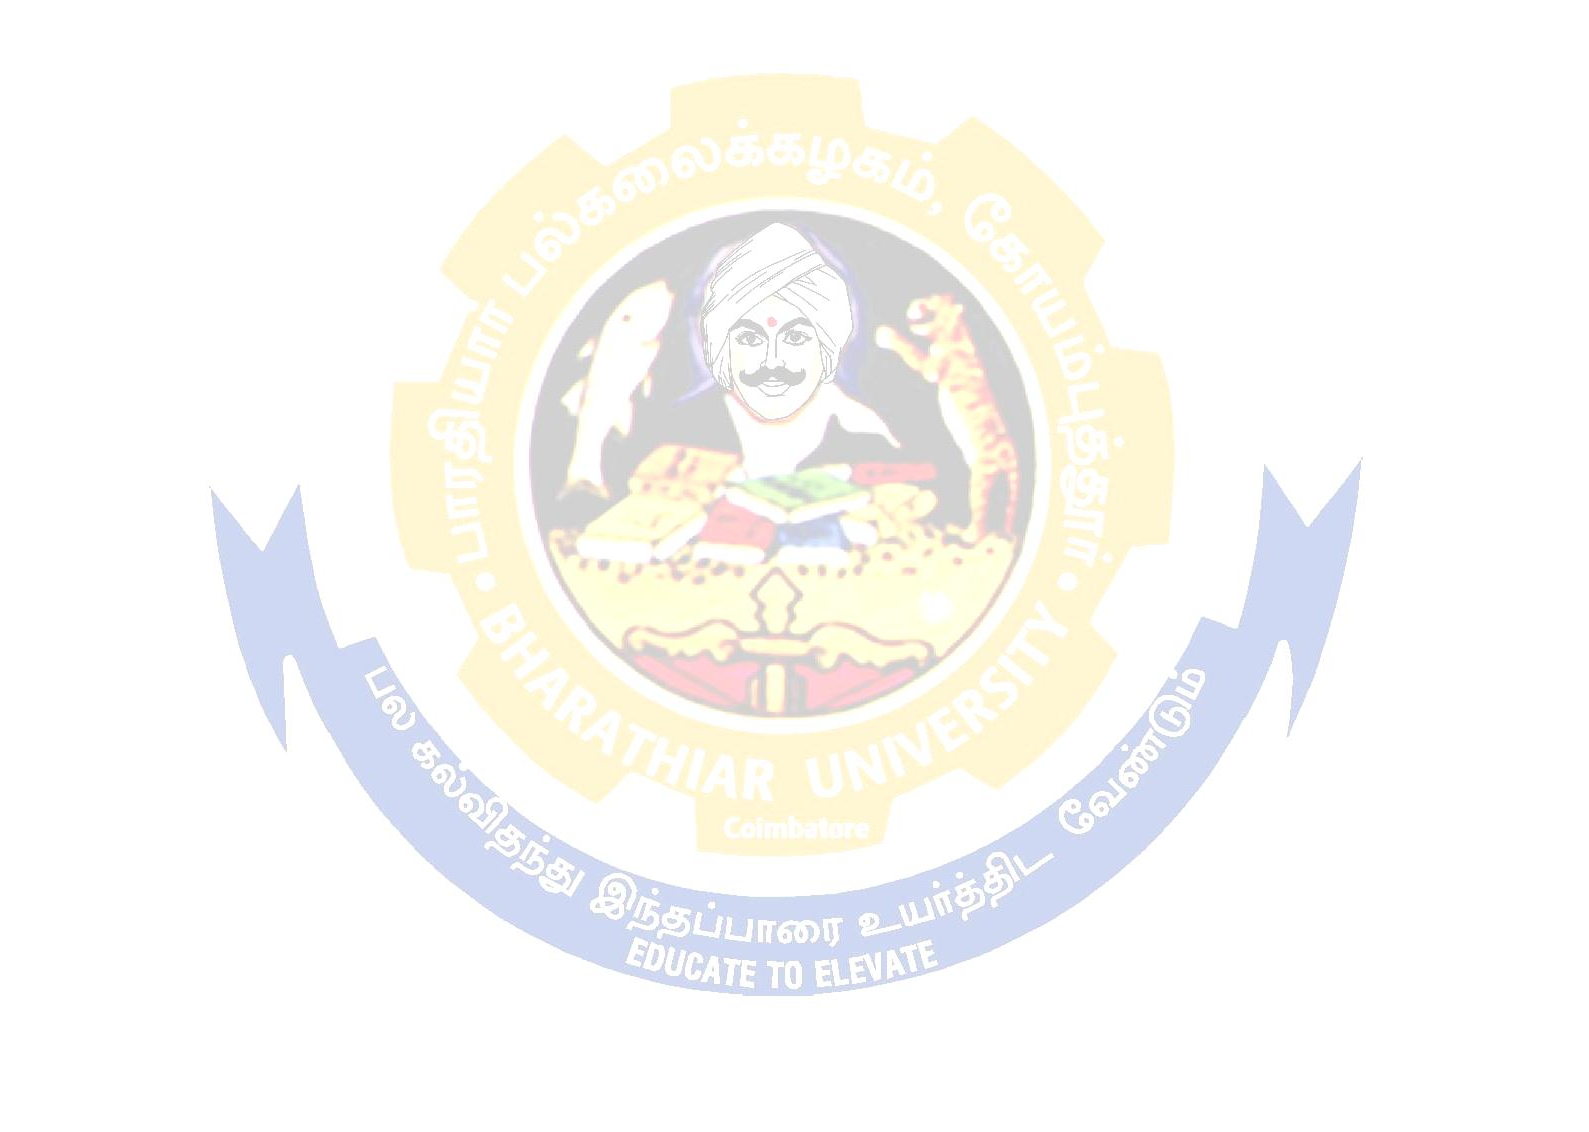 பாரதியார் பல்கலைக்கழகம், கோயம்புத்தூர்
BHARATHIAR UNIVERSITY
Coimbatore
பல கல்விதந்து இந்தப்பாரை உயர்த்திட வேண்டும்
EDUCATE TO ELEVATE